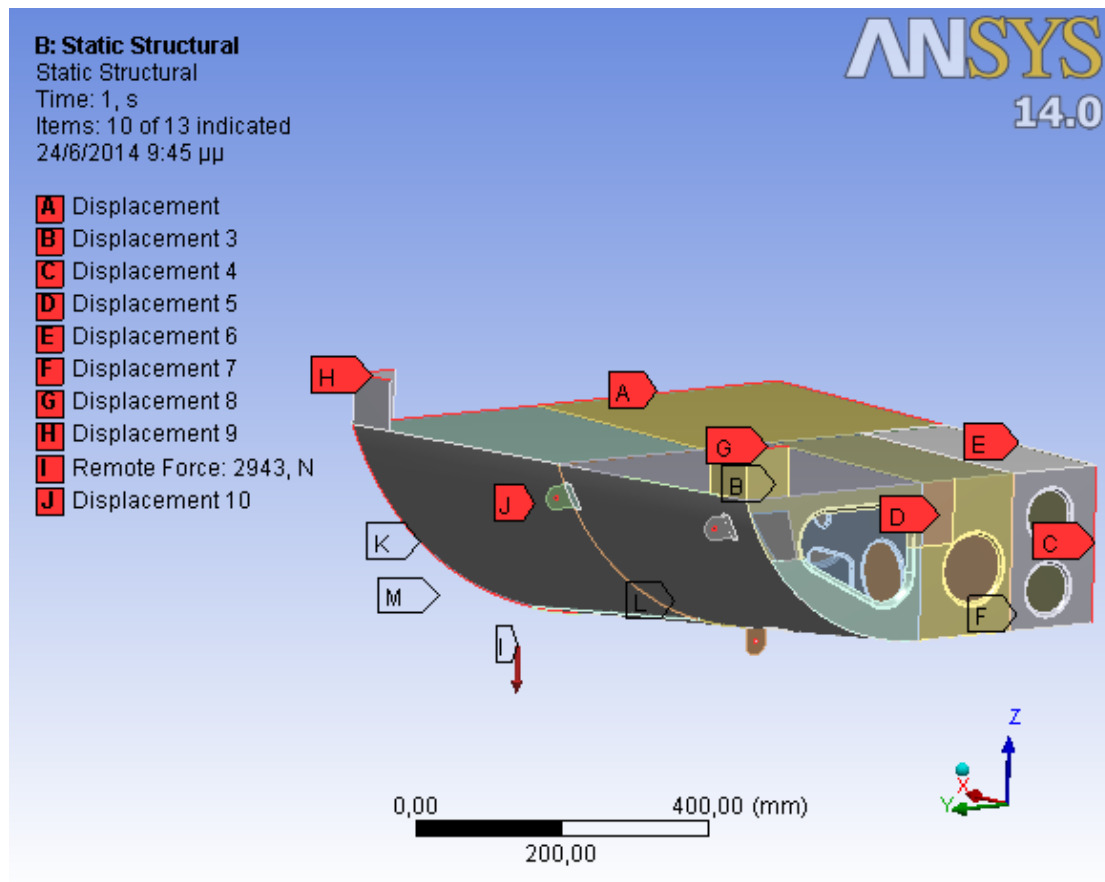 B: Static Structural
Static Structural
Time: 1, s
Items: 10 of 13 indicated
24/6/2014 9:45 μμ
A Displacement
B Displacement 3
C Displacement 4
D Displacement 5
E Displacement 6
F Displacement 7
G Displacement 8
H Displacement 9
I Remote Force: 2943, N
J Displacement 10
ANSYS
14.0
H
A
G
E
B
J
D
C
K
M
L
F
I
Z
X
Y
0,00
400,00 (mm)
200,00